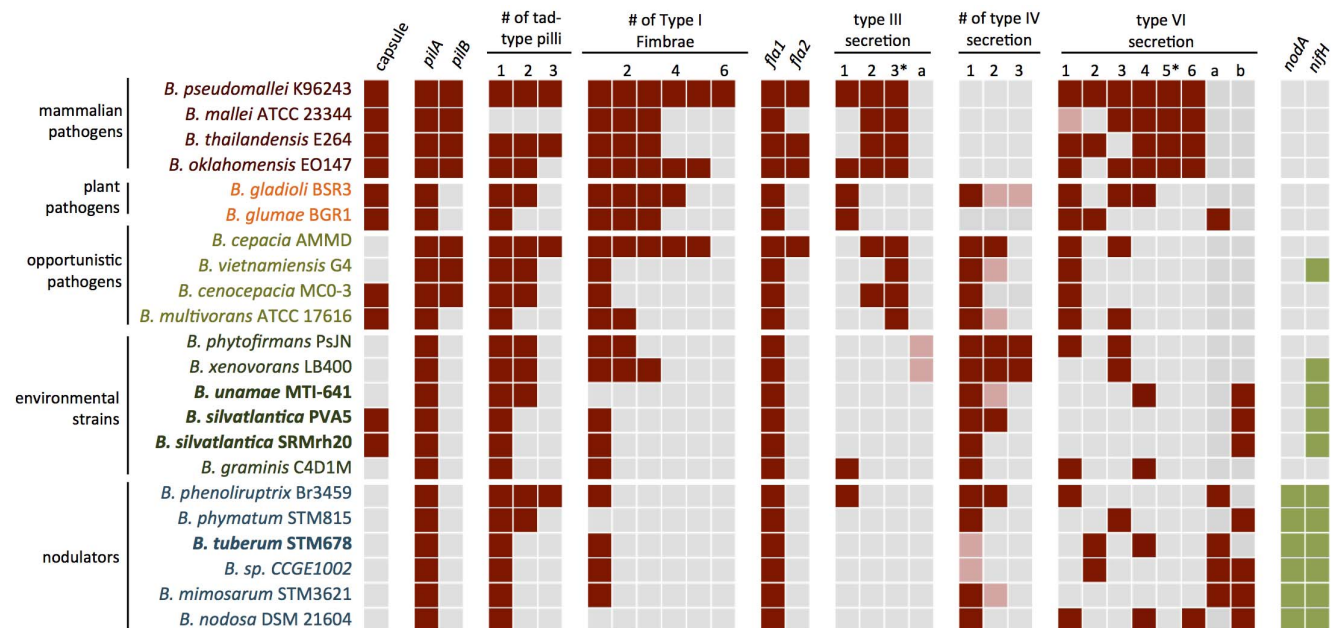 # of tad-
type pilli
# of Type I
Fimbrae
type III
secretion
# of type IV
secretion
type VI
secretion
capsule
pilA
pilB
1 2 3
2 4 6
fla1
fla2
1 2 3* a
1 2 3
1 2 3 4 5* 6 a b
nodA
nifH
mammalian
pathogens
B. pseudomallei K96243
B. mallei ATCC 23344
B. thailandensis E264
B. oklahomensis EO147
plant
pathogens
B. gladioli BSR3
B. glumae BGR1
opportunistic
pathogens
B. cepacia AMMD
B. vietnamiensis G4
B. cenocepacia MC0-3
B. multivorans ATCC 17616
environmental
strains
B. phytofirmans PsJN
B. xenovorans LB400
B. unamae MTI-641
B. silvatlantica PVA5
B. silvatlantica SRMrh20
B. graminis C4D1M
nodulators
B. phenoliruptrix Br3459
B. phymatum STM815
B. tuberum STM678
B. sp. CCGE1002
B. mimosarum STM3621
B. nodosa DSM 21604